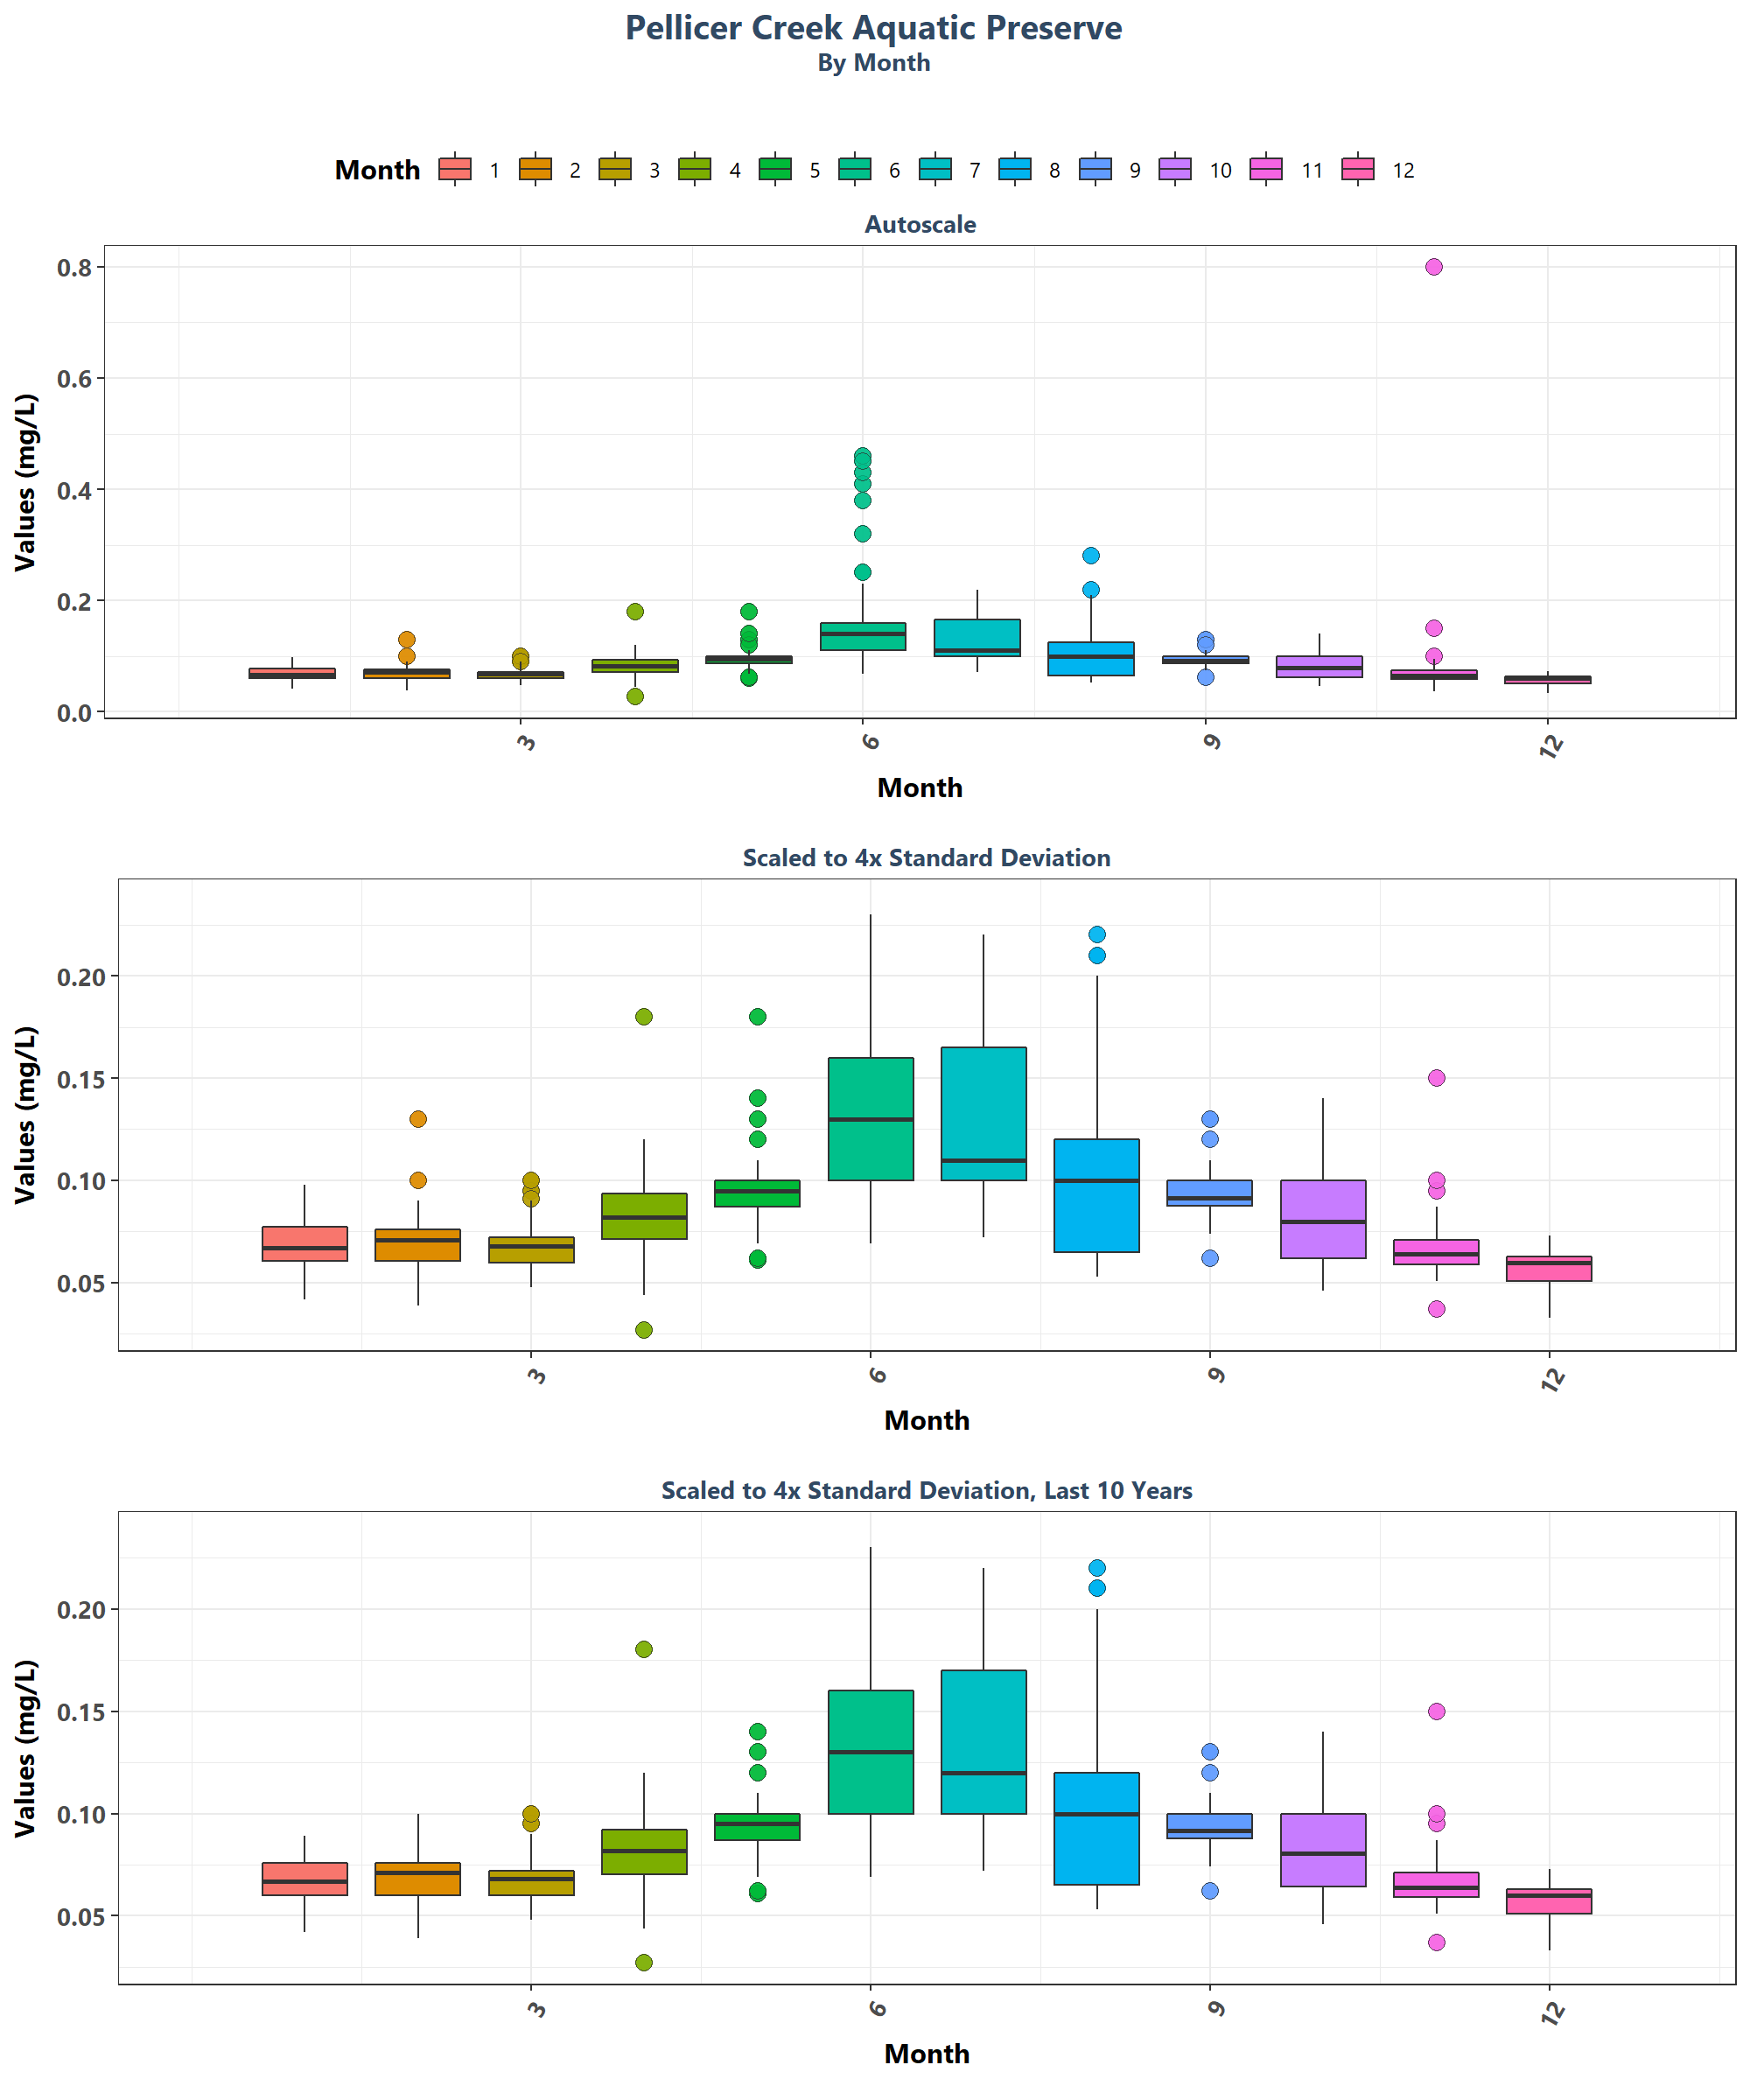 Pellicer Creek Aquatic Preserve
By Month
Month 1 2 3 4 5 6 7 8 9 10 11 12
Autoscale
Values (mg/L)
0.8
0.6
0.4
0.2
0.0
3 6 9 12
Month
Scaled to 4x Standard Deviation
Values (mg/L)
0.20
0.15
0.10
0.05
3 6 9 12
Month
Scaled to 4x Standard Deviation, Last 10 Years
Values (mg/L)
0.20
0.15
0.10
0.05
3 6 9 12
Month